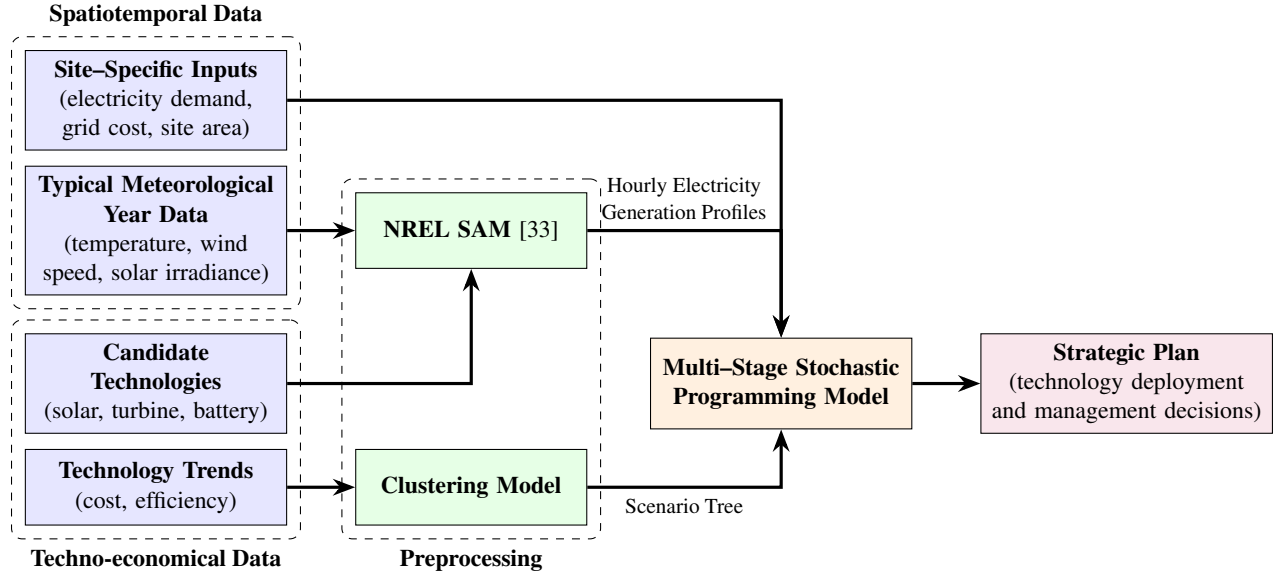 Spatiotemporal Data
Site–Specific Inputs
(electricity demand,
grid cost, site area)
Typical Meteorological
Year Data
(temperature, wind
speed, solar irradiance)
Candidate
Technologies
(solar, turbine, battery)
Technology Trends
(cost, efficiency)
Techno-economical Data
NREL SAM [33]
Clustering Model
Preprocessing
Hourly Electricity
Generation Profiles
Scenario Tree
Multi–Stage Stochastic
Programming Model
Strategic Plan
(technology deployment
and management decisions)